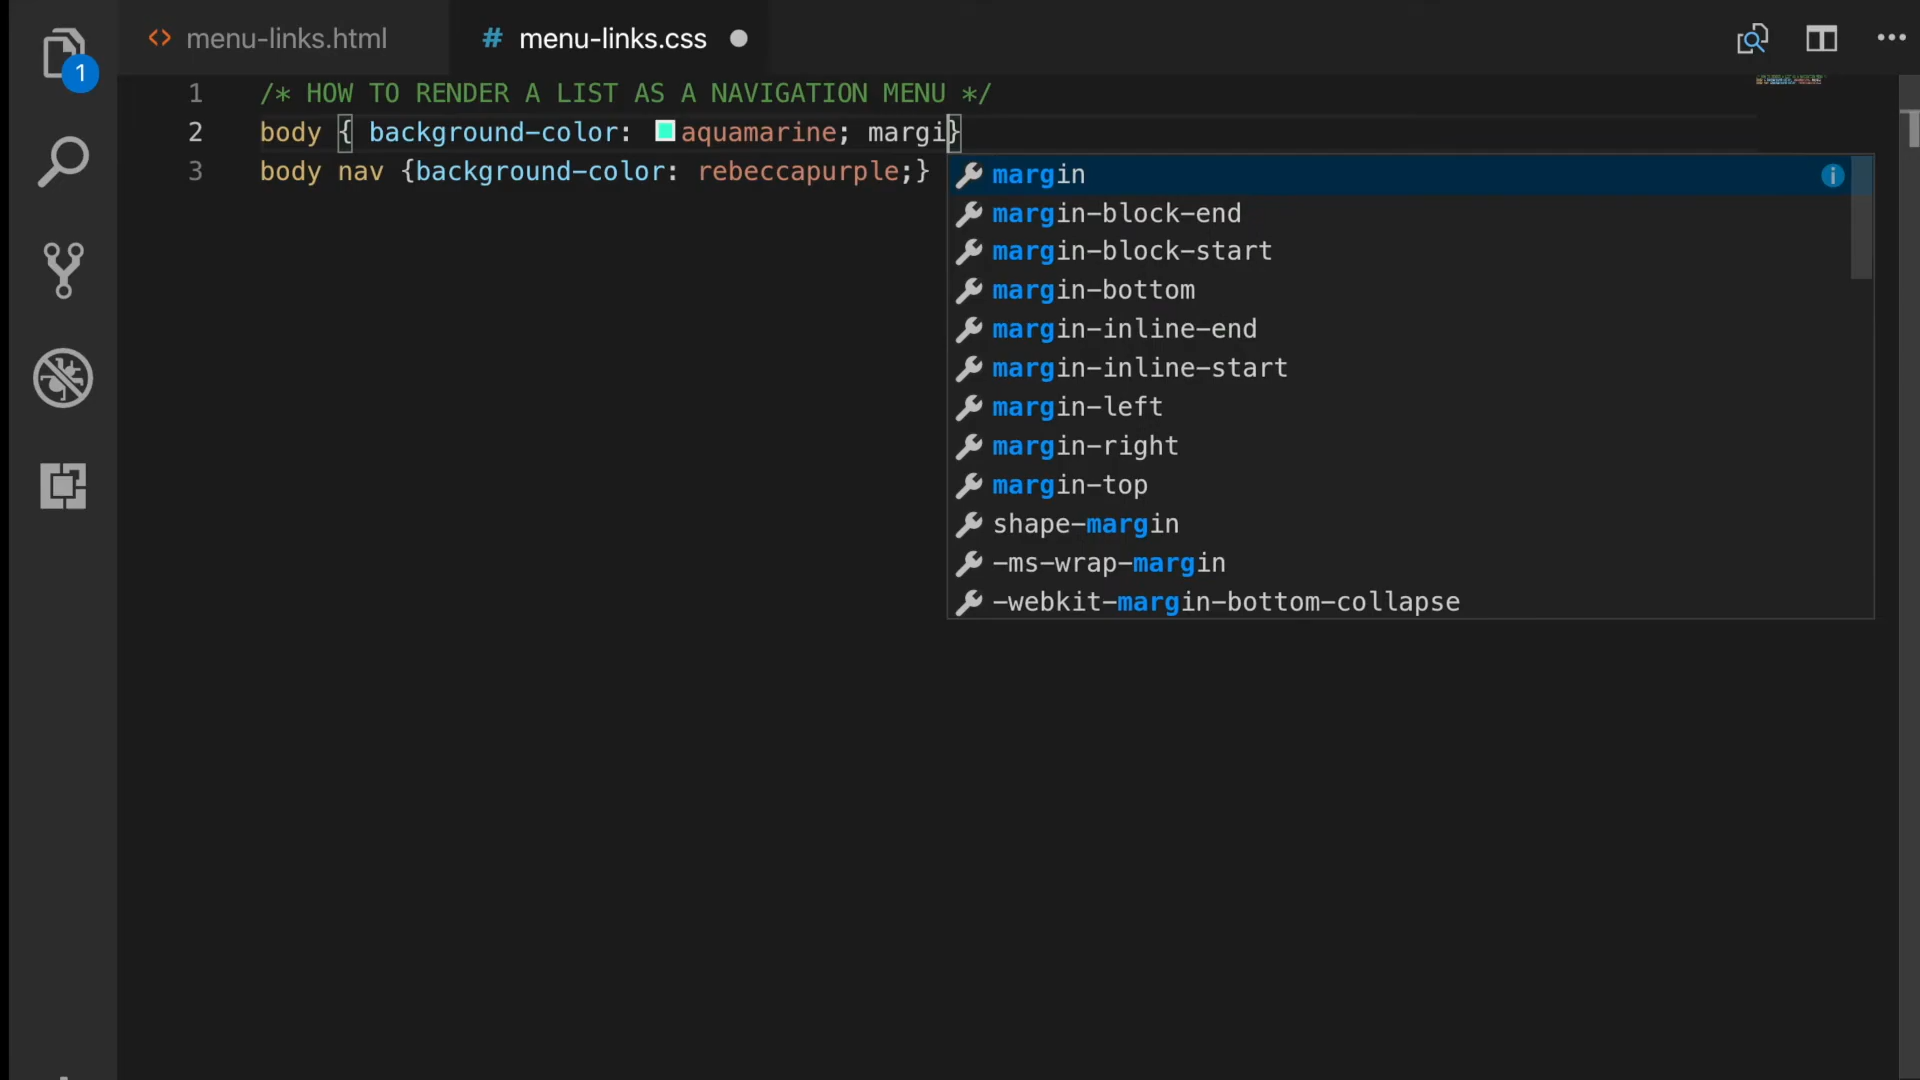 menu-links.html
# menu-links.css
1
1 /* HOW TO RENDER A LIST AS A NAVIGATION MENU */
2 body { background-color: aquamarine; margi}
3 body nav {background-color: rebeccapurple;}
margin
margin-block-end
margin-block-start
margin-bottom
margin-inline-end
margin-inline-start
margin-left
margin-right
margin-top
shape-margin
-ms-wrap-margin
-webkit-margin-bottom-collapse